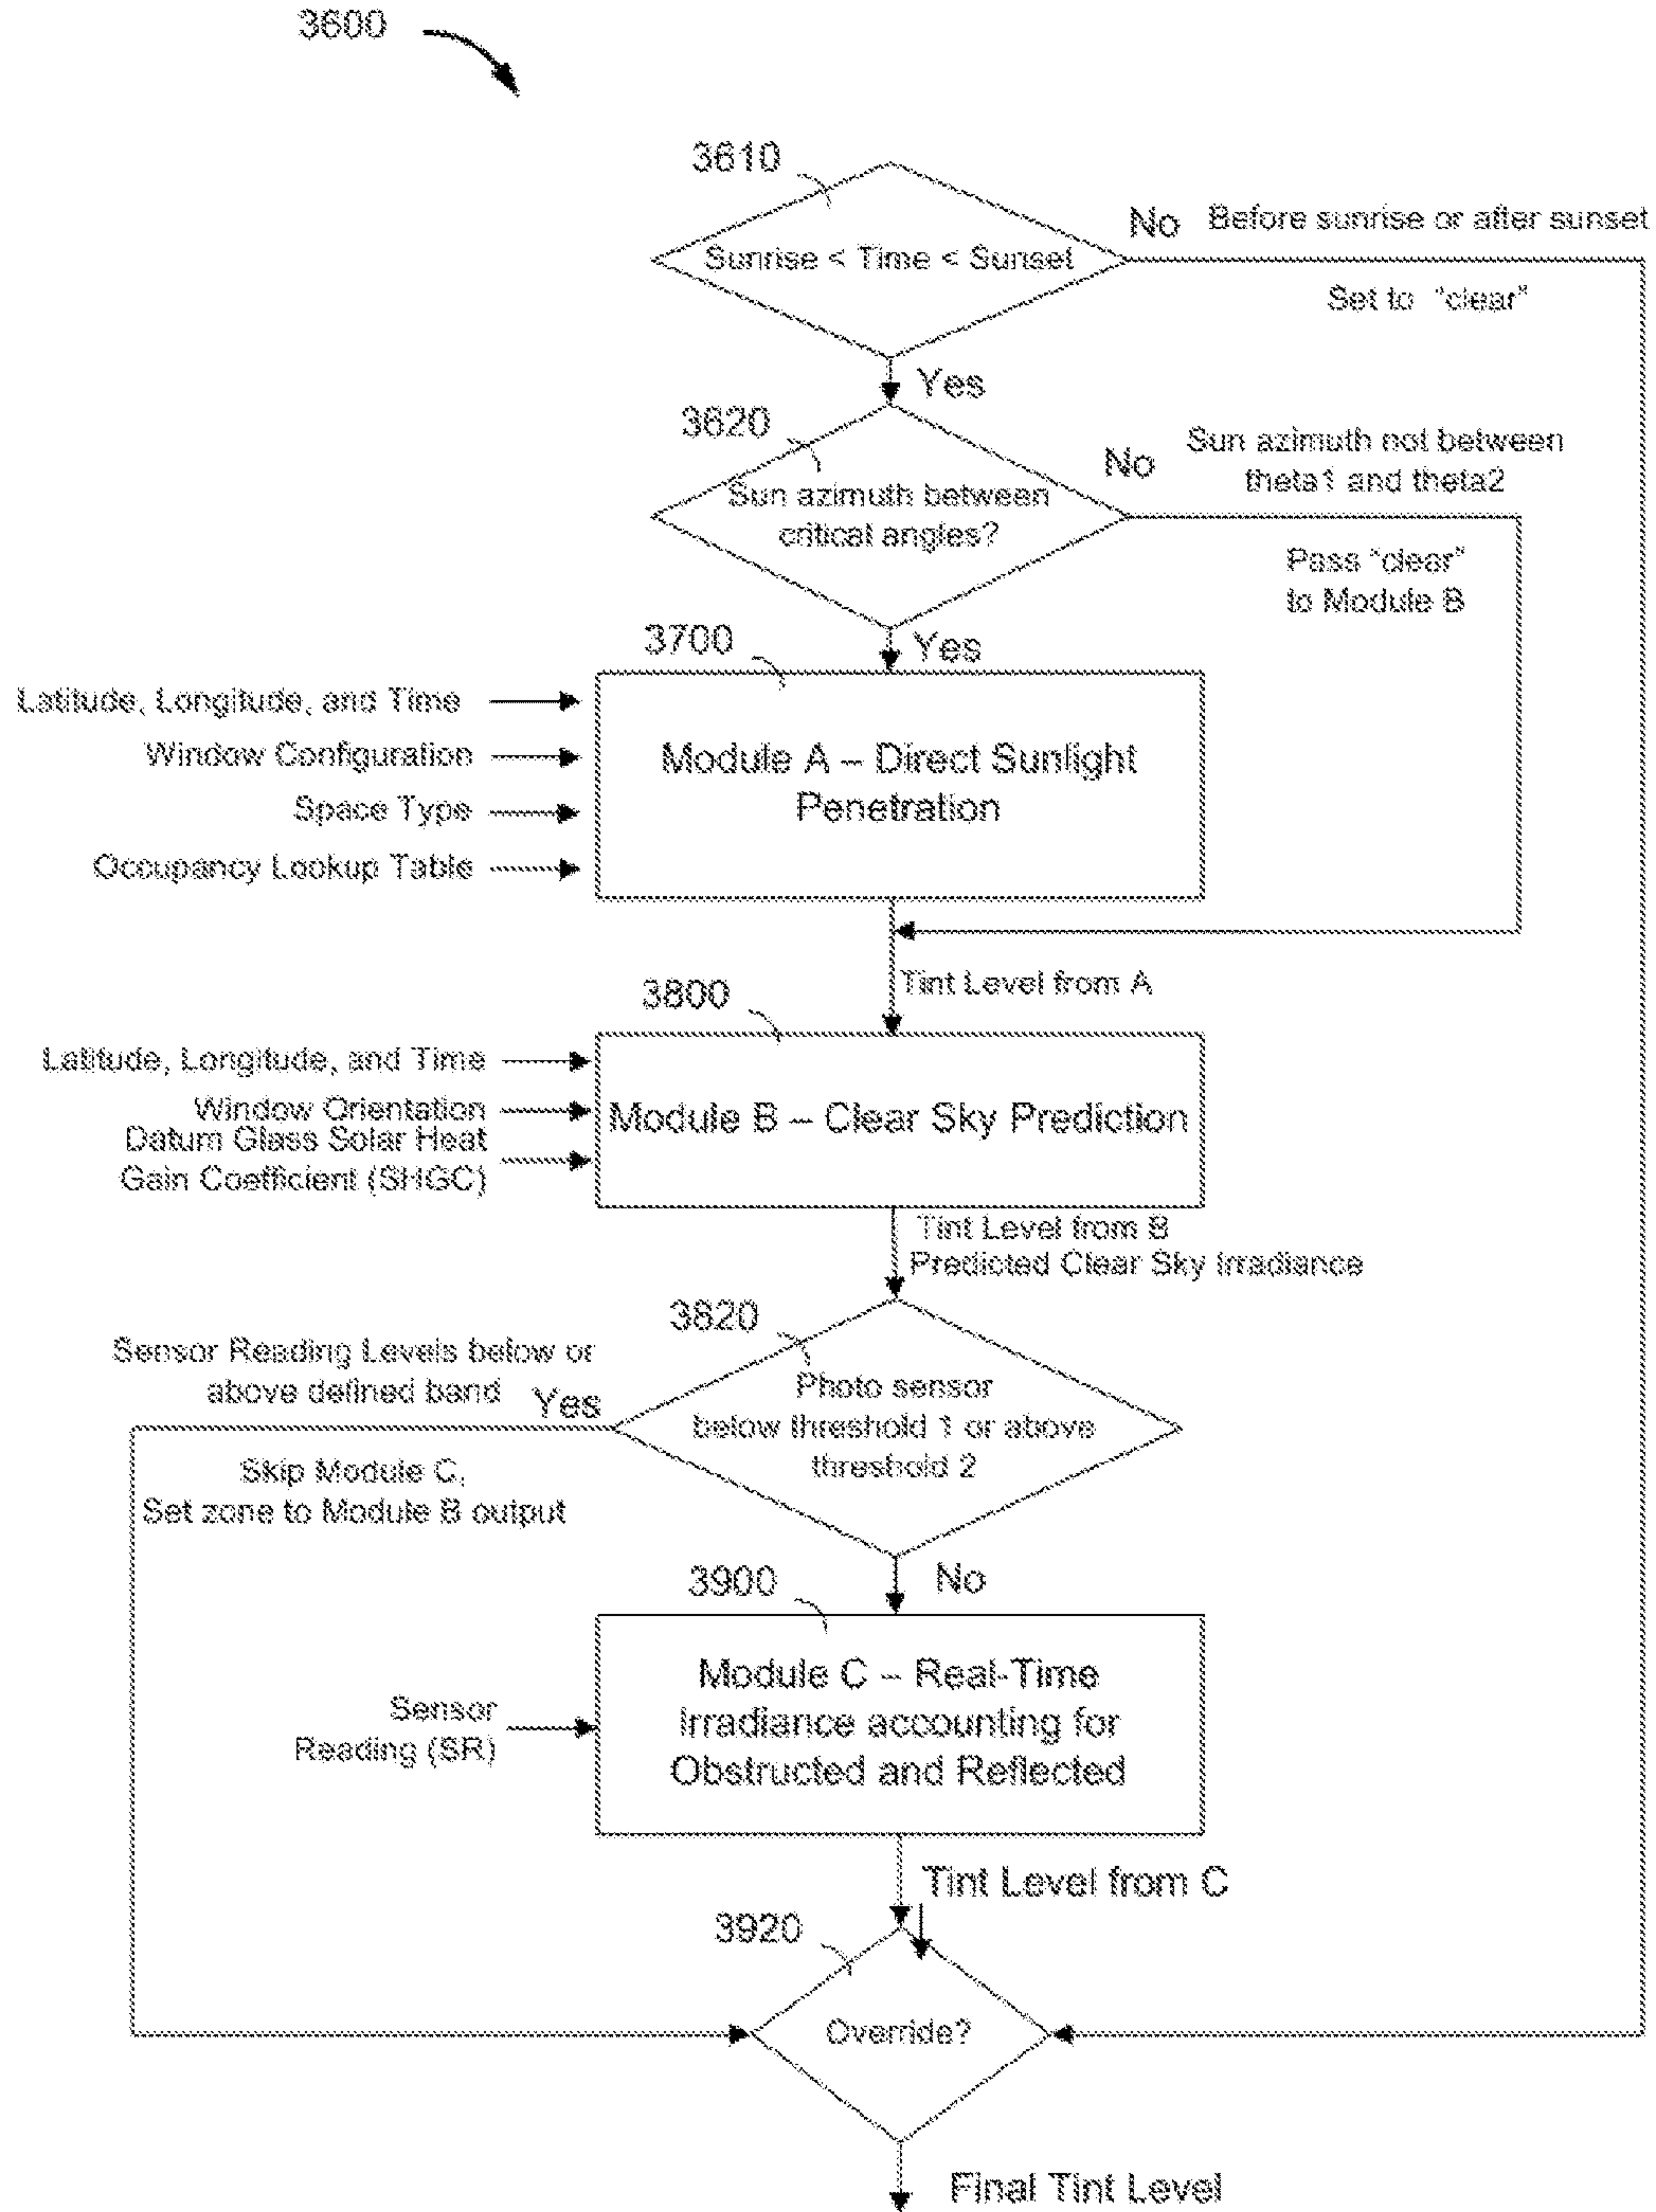 3600
3610
Sunrise < Time < Sunset
No
Before sunrise or after sunset
Set to "clear"
Yes
3620
Sun azimuth between
critical angles?
No
Sun azimuth not between
theta1 and theta2
Pass "clear"
to Module B
Yes
3700
Latitude, Longitude, and Time
Window Configuration
Space Type
Occupancy Lookup Table
Module A – Direct Sunlight
Penetration
Tint Level from A
3800
Latitude, Longitude, and Time
Window Orientation
Datum Glass Solar Heat
Gain Coefficient (SHGC)
Module B – Clear Sky Prediction
Tint Level from B
Predicted Clear Sky Irradiance
3820
Photo sensor
below threshold 1 or above
threshold 2
Sensor Reading Levels below or
above defined band
Yes
Skip Module C,
Set zone to Module B output
No
3900
Sensor
Reading (SR)
Module C – Real-Time
Irradiance accounting for
Obstructed and Reflected
Tint Level from C
3920
Override?
Final Tint Level